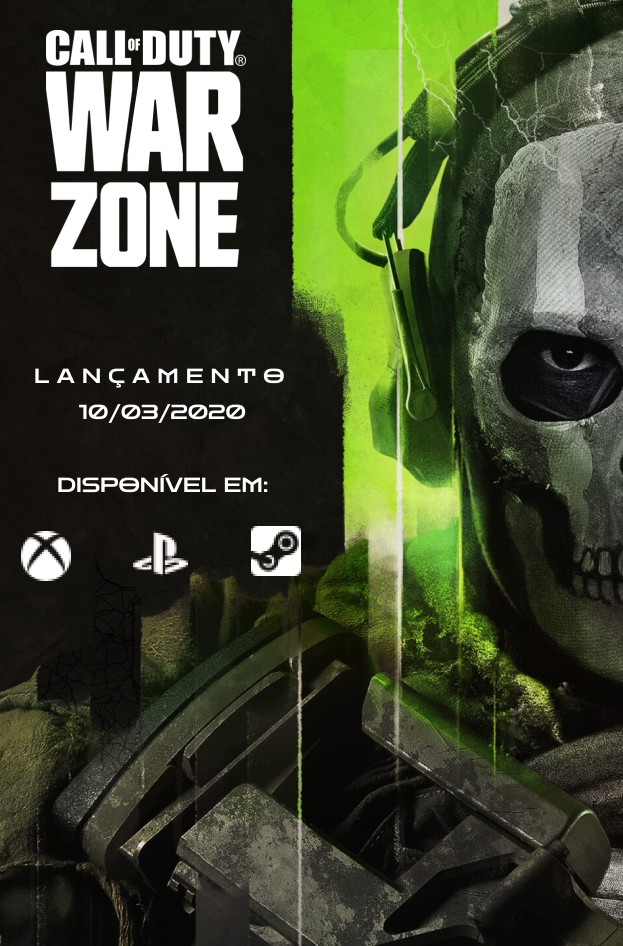 CALL OF DUTY®
WAR
ZONE
LANÇAMENTO
10/03/2020
DISPONÍVEL EM: